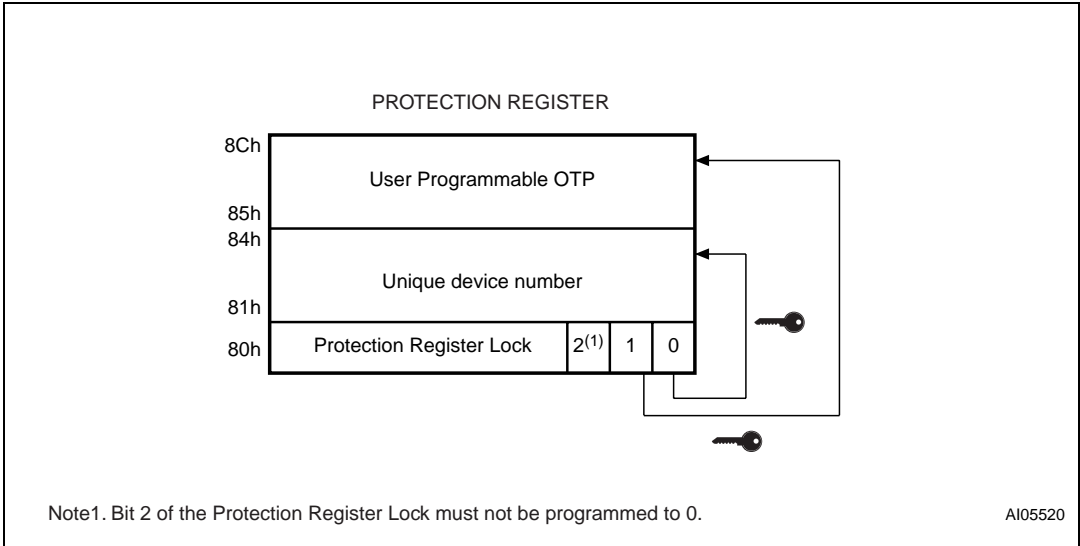 PROTECTION REGISTER
8Ch
User Programmable OTP
85h
84h
Unique device number
81h
80h Protection Register Lock 2(1) 1 0
Note1. Bit 2 of the Protection Register Lock must not be programmed to 0.
AI05520